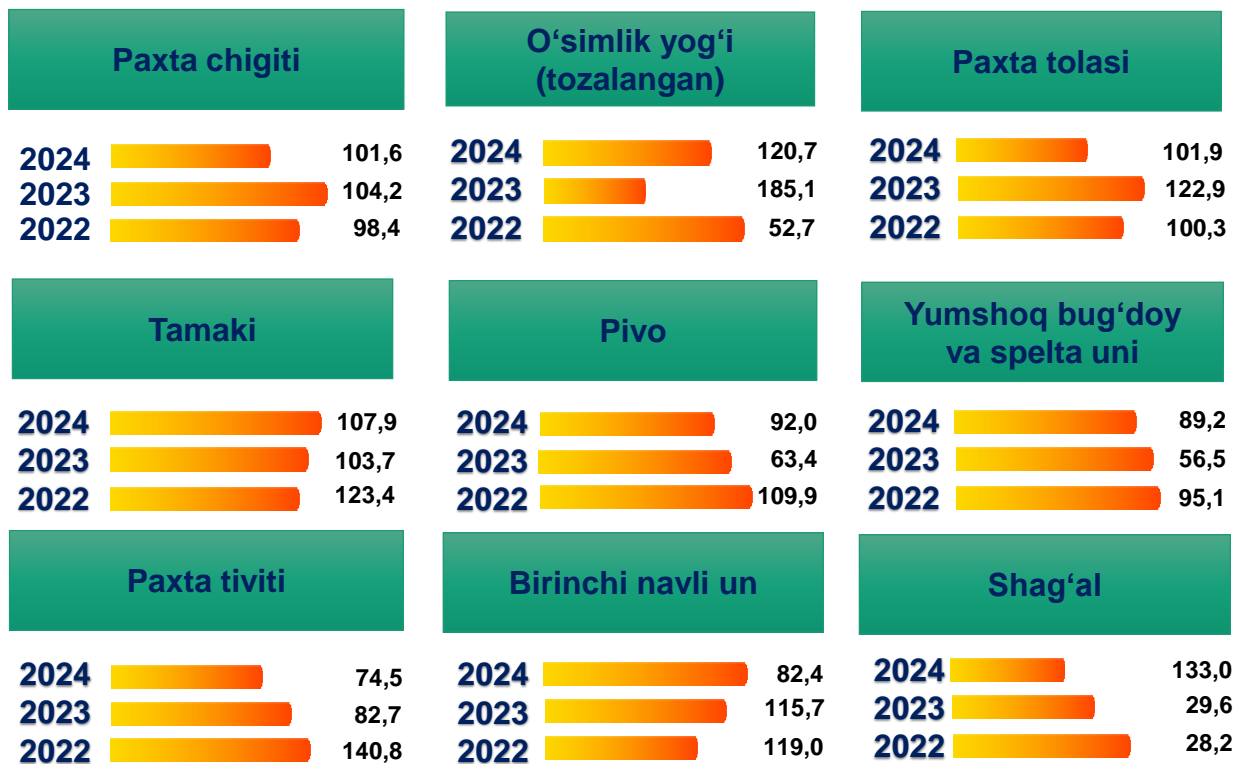 Paxta chigiti
2024 101,6
2023 104,2
2022 98,4
O‘simlik yog‘i
(tozalangan)
2024 120,7
2023 185,1
2022 52,7
Paxta tolasi
2024 101,9
2023 122,9
2022 100,3
Tamaki
2024 107,9
2023 103,7
2022 123,4
Pivo
2024 92,0
2023 63,4
2022 109,9
Yumshoq bug‘doy
va spelta uni
2024 89,2
2023 56,5
2022 95,1
Paxta tiviti
2024 74,5
2023 82,7
2022 140,8
Birinchi navli un
2024 82,4
2023 115,7
2022 119,0
Shag‘al
2024 133,0
2023 29,6
2022 28,2